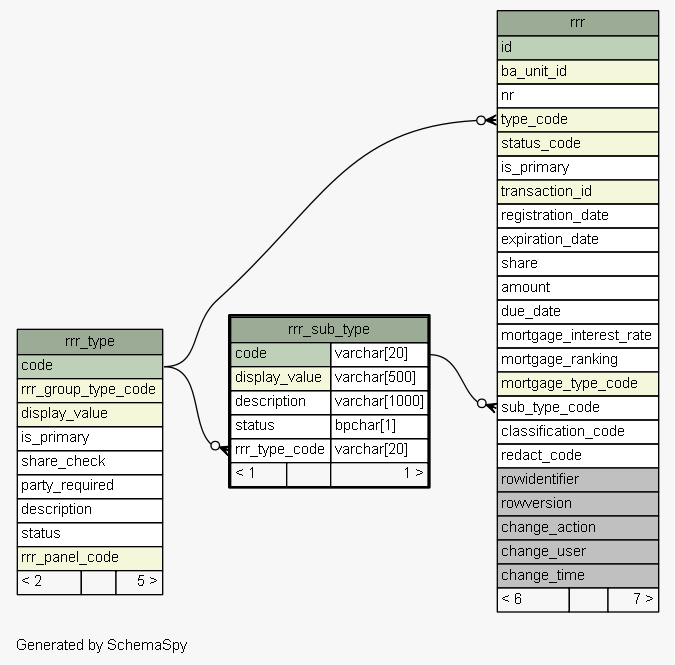 rrr
id
ba_unit_id
nr
type_code
status_code
is_primary
transaction_id
registration_date
expiration_date
share
amount
due_date
mortgage_interest_rate
mortgage_ranking
mortgage_type_code
sub_type_code
classification_code
redact_code
rowidentifier
rowversion
change_action
change_user
change_time
< 6 7 >
rrr_sub_type
code varchar[20]
display_value varchar[500]
description varchar[1000]
status bpchar[1]
rrr_type_code varchar[20]
< 1 1 >
rrr_type
code
rrr_group_type_code
display_value
is_primary
share_check
party_required
description
status
rrr_panel_code
< 2 5 >
Generated by SchemaSpy